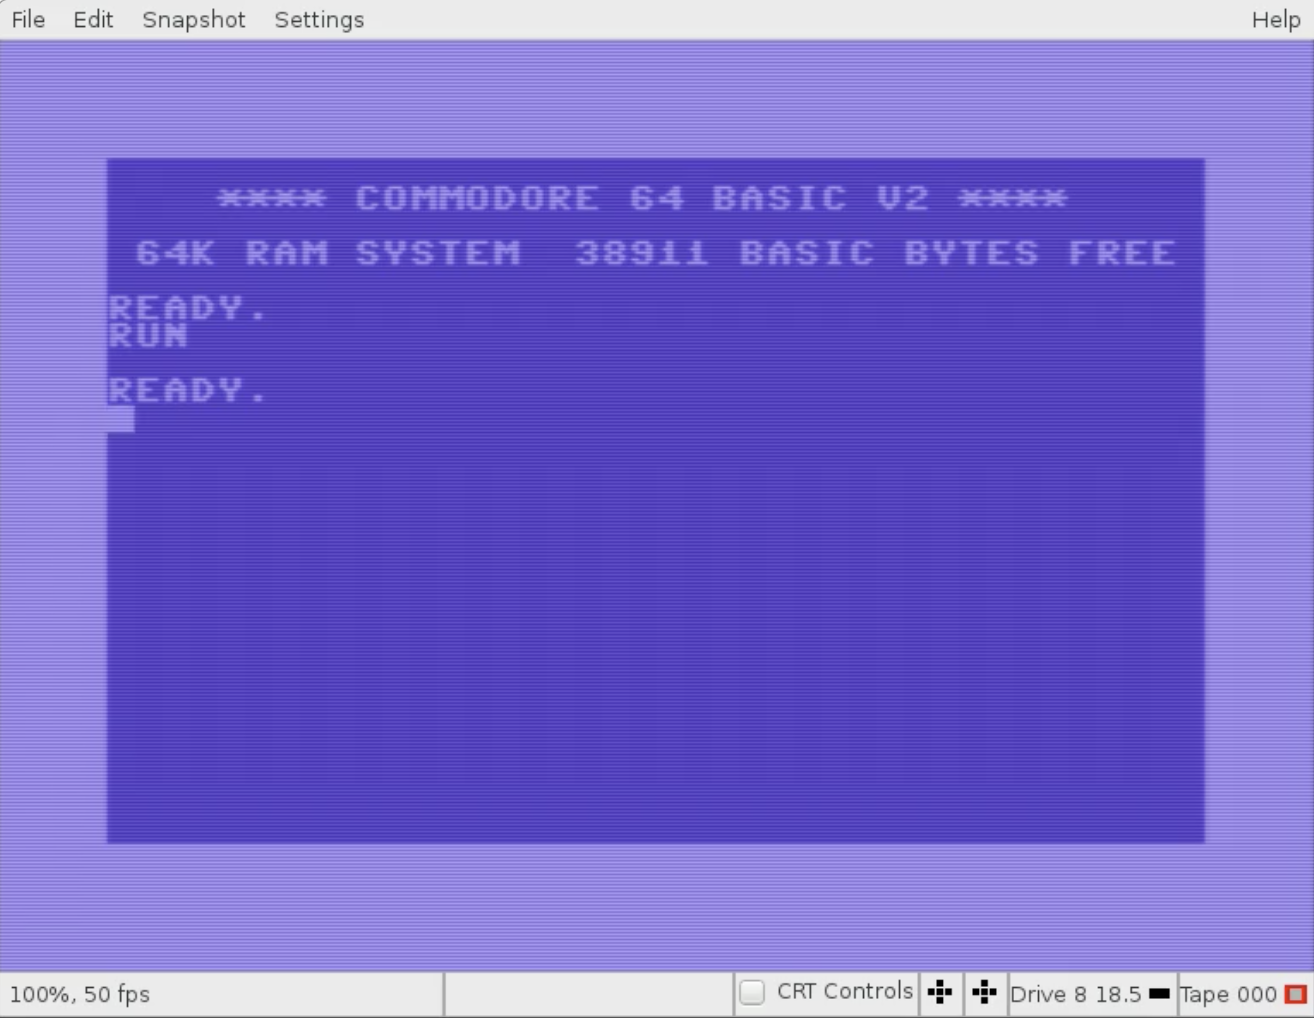 File Edit Snapshot Settings Help
**** COMMODORE 64 BASIC V2 ****
64K RAM SYSTEM  38911 BASIC BYTES FREE
READY.
RUN
READY.
100%, 50 fps CRT Controls Drive 8 18.5 Tape 000